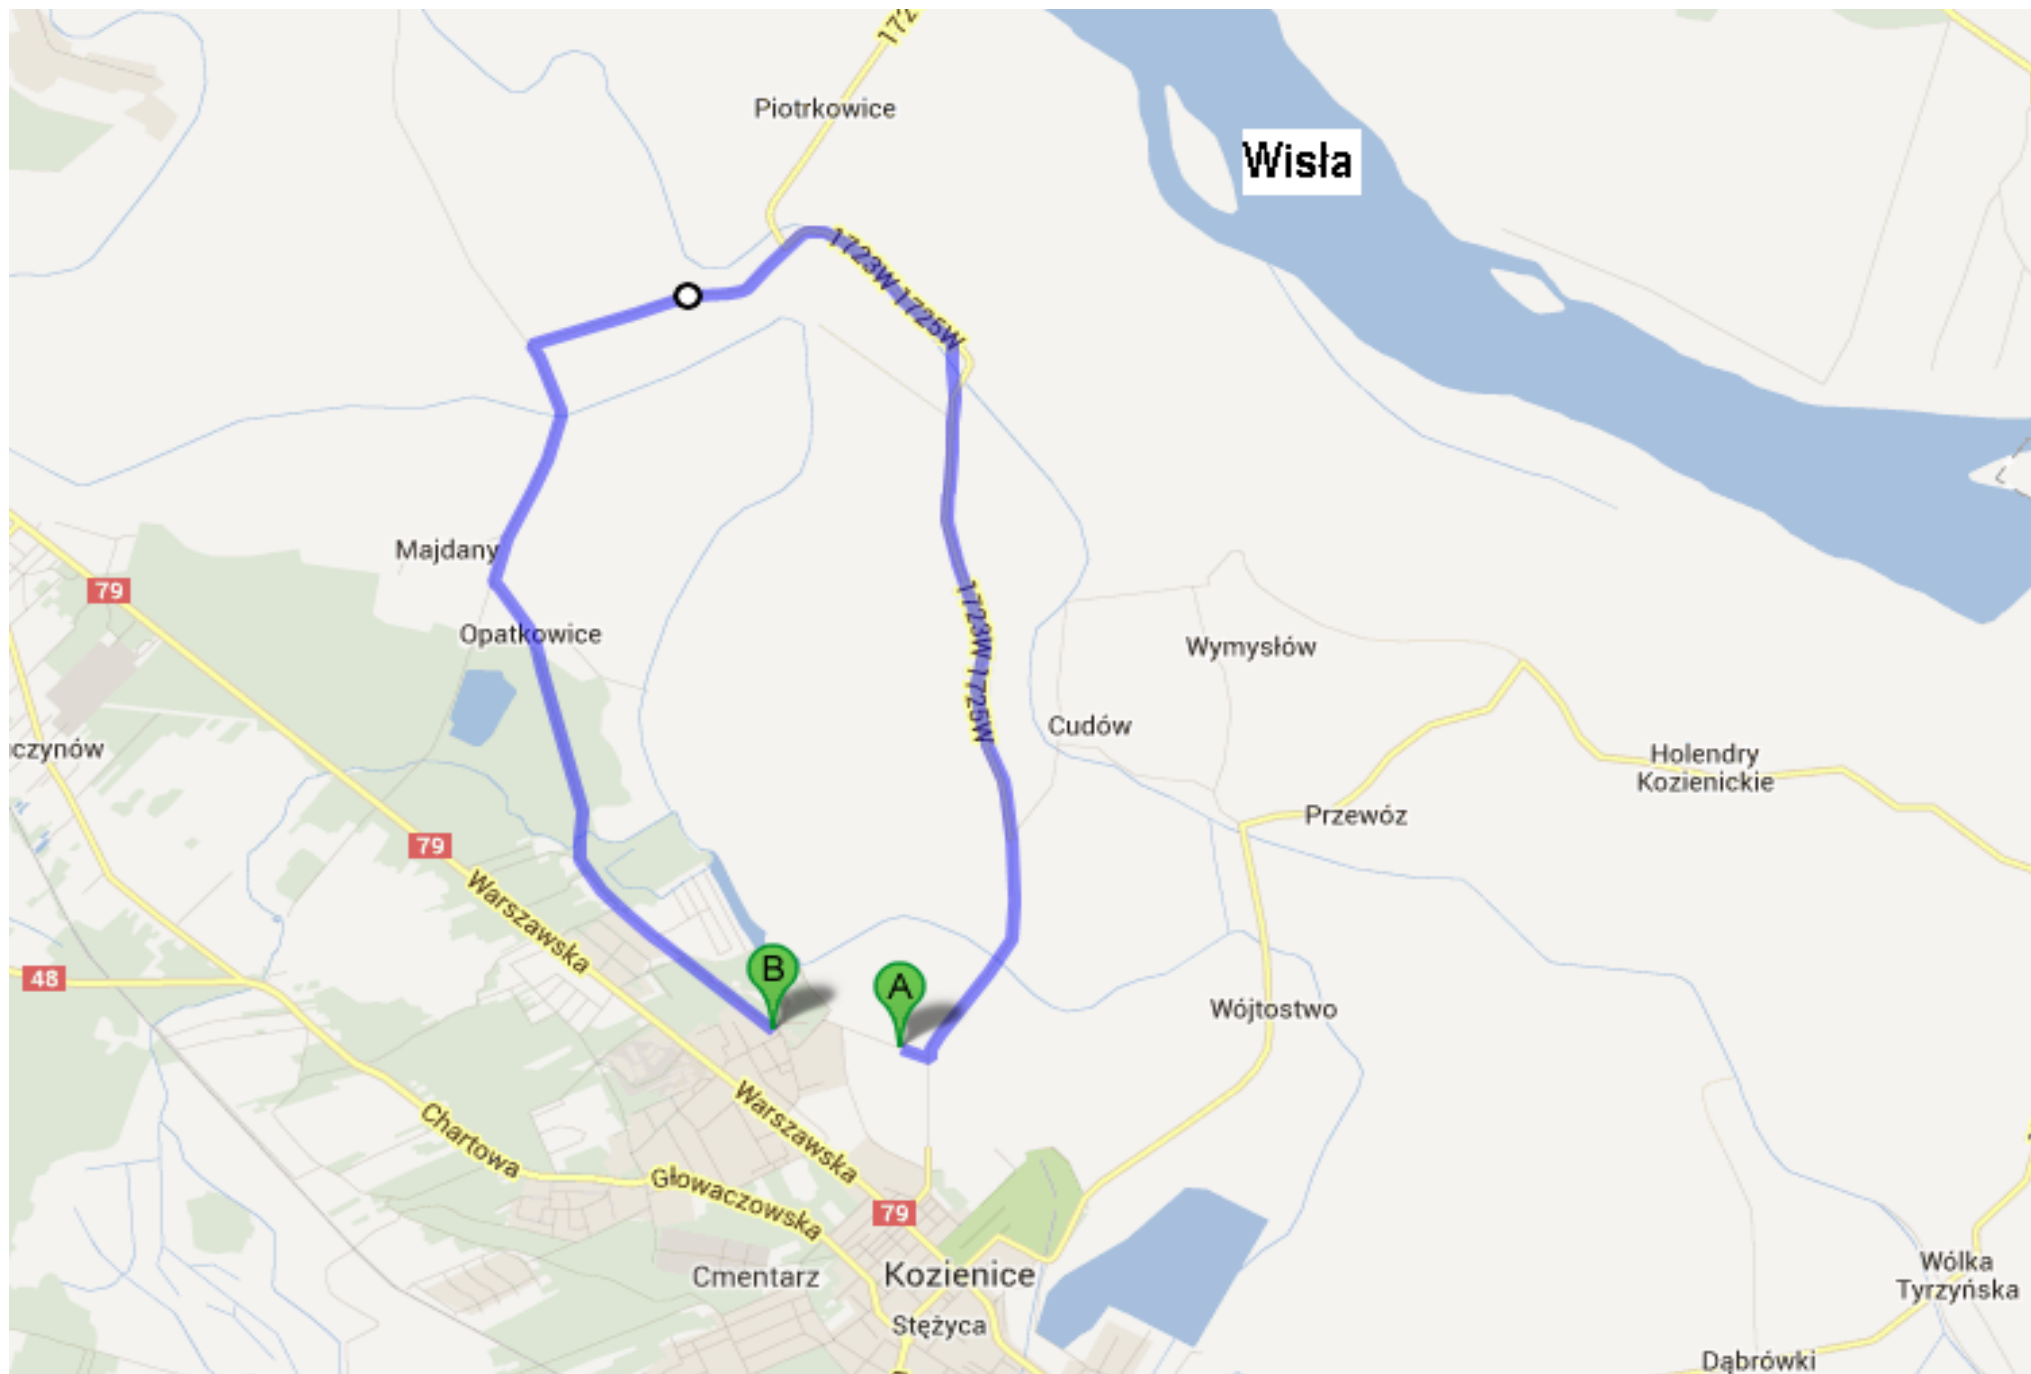 172
Piotrkowice
Wisła
1723W 1725W
79
Majdany
Opatkowice
1723W 1725W
Wymysłów
Cudów
czynów
Holendry
Kozienickie
Przewóz
79
Warszawska
B
48
A
Wójtostwo
Warszawska
Chartowa
Głowaczowska
79
Cmentarz
Kozienice
Wólka
Tyrzyńska
Stężyca
Dąbrówki